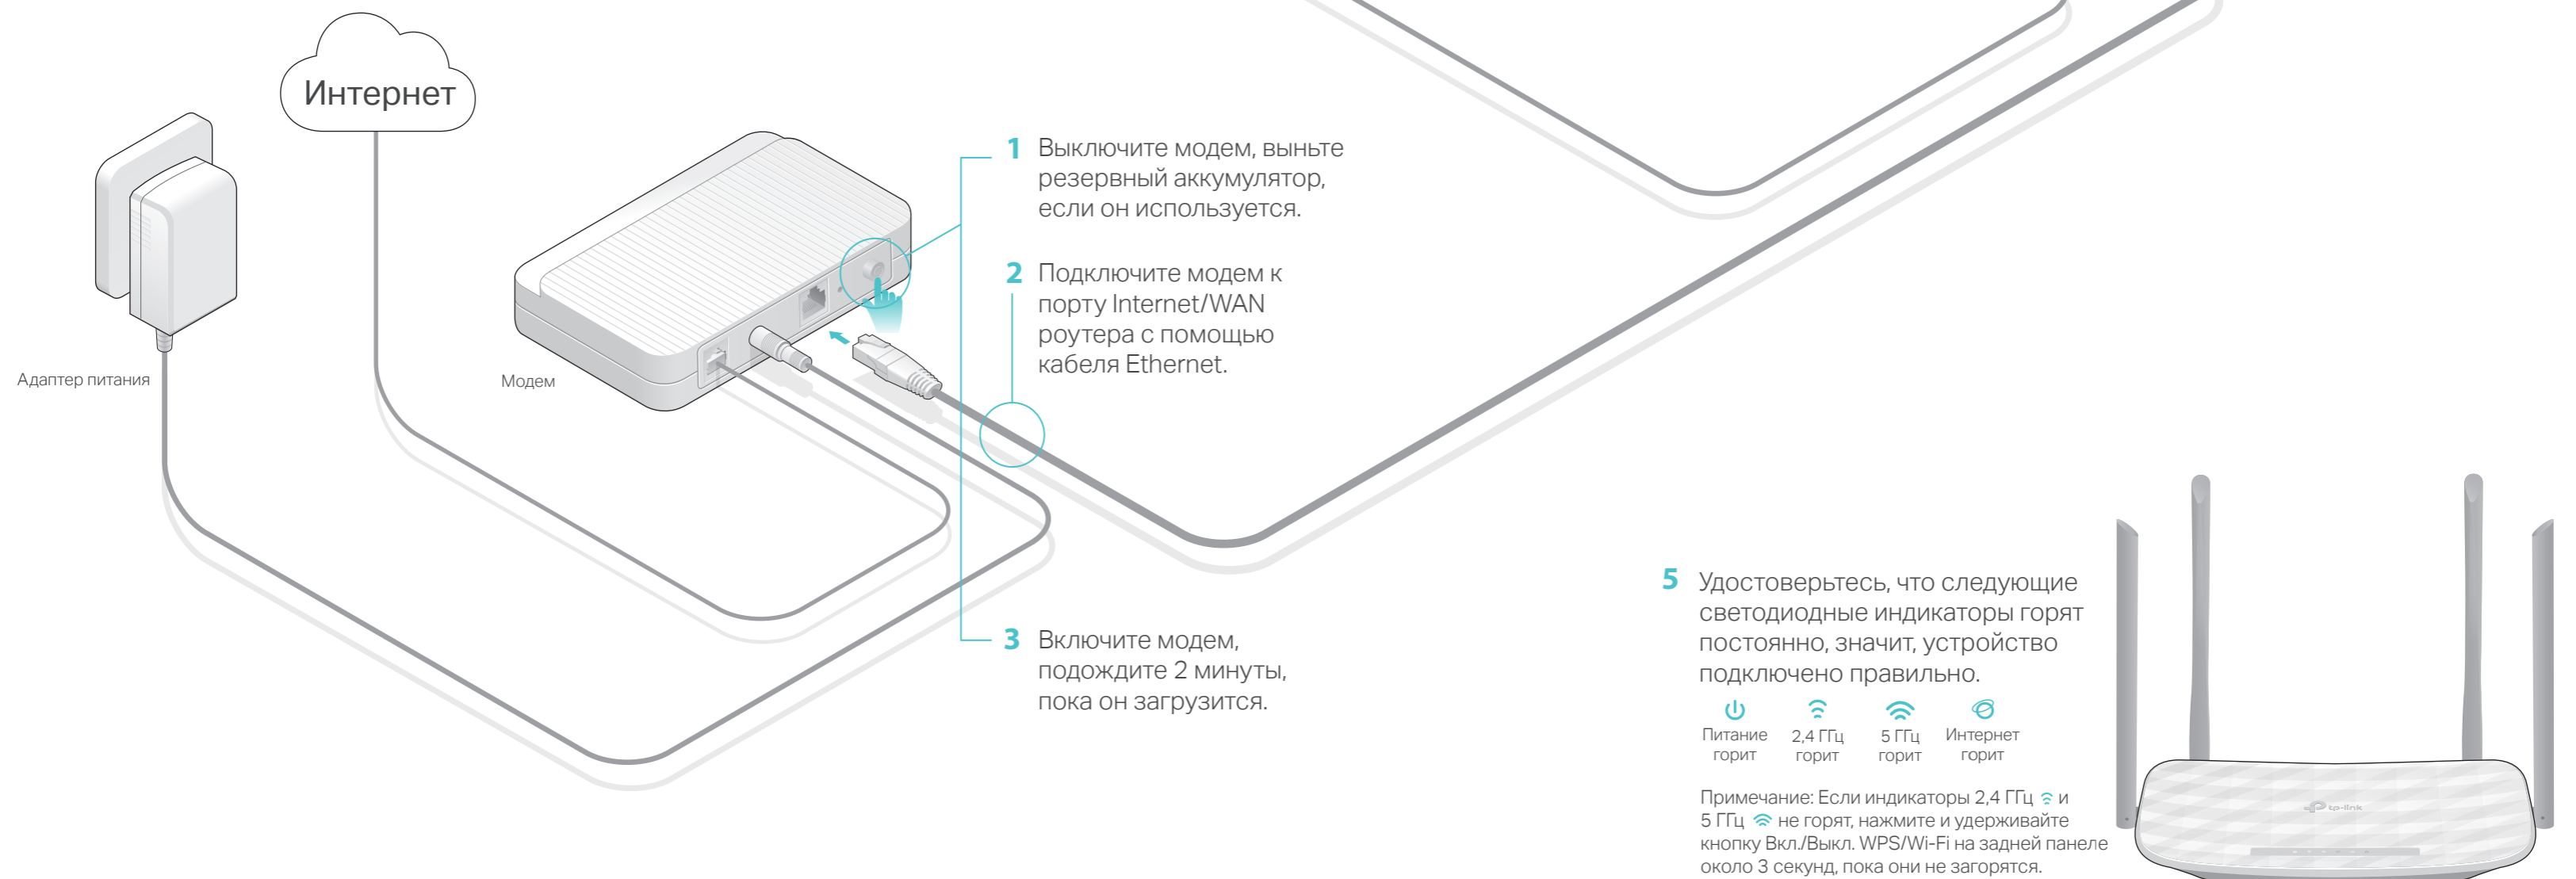 Интернет
Адаптер питания
Модем
1 Выключите модем, выньте
резервный аккумулятор,
если он используется.
2 Подключите модем к
порту Internet/WAN
роутера с помощью
кабеля Ethernet.
3 Включите модем,
подождите 2 минуты,
пока он загрузится.
5 Удостоверьтесь, что следующие
светодиодные индикаторы горят
постоянно, значит, устройство
подключено правильно.
Питание
горит
2,4 ГГц
горит
5 ГГц
горит
Интернет
горит
Примечание: Если индикаторы 2,4 ГГц и
5 ГГц не горят, нажмите и удерживайте
кнопку Вкл./Выкл. WPS/Wi-Fi на задней панеле
около 3 секунд, пока они не загорятся.
tp-link